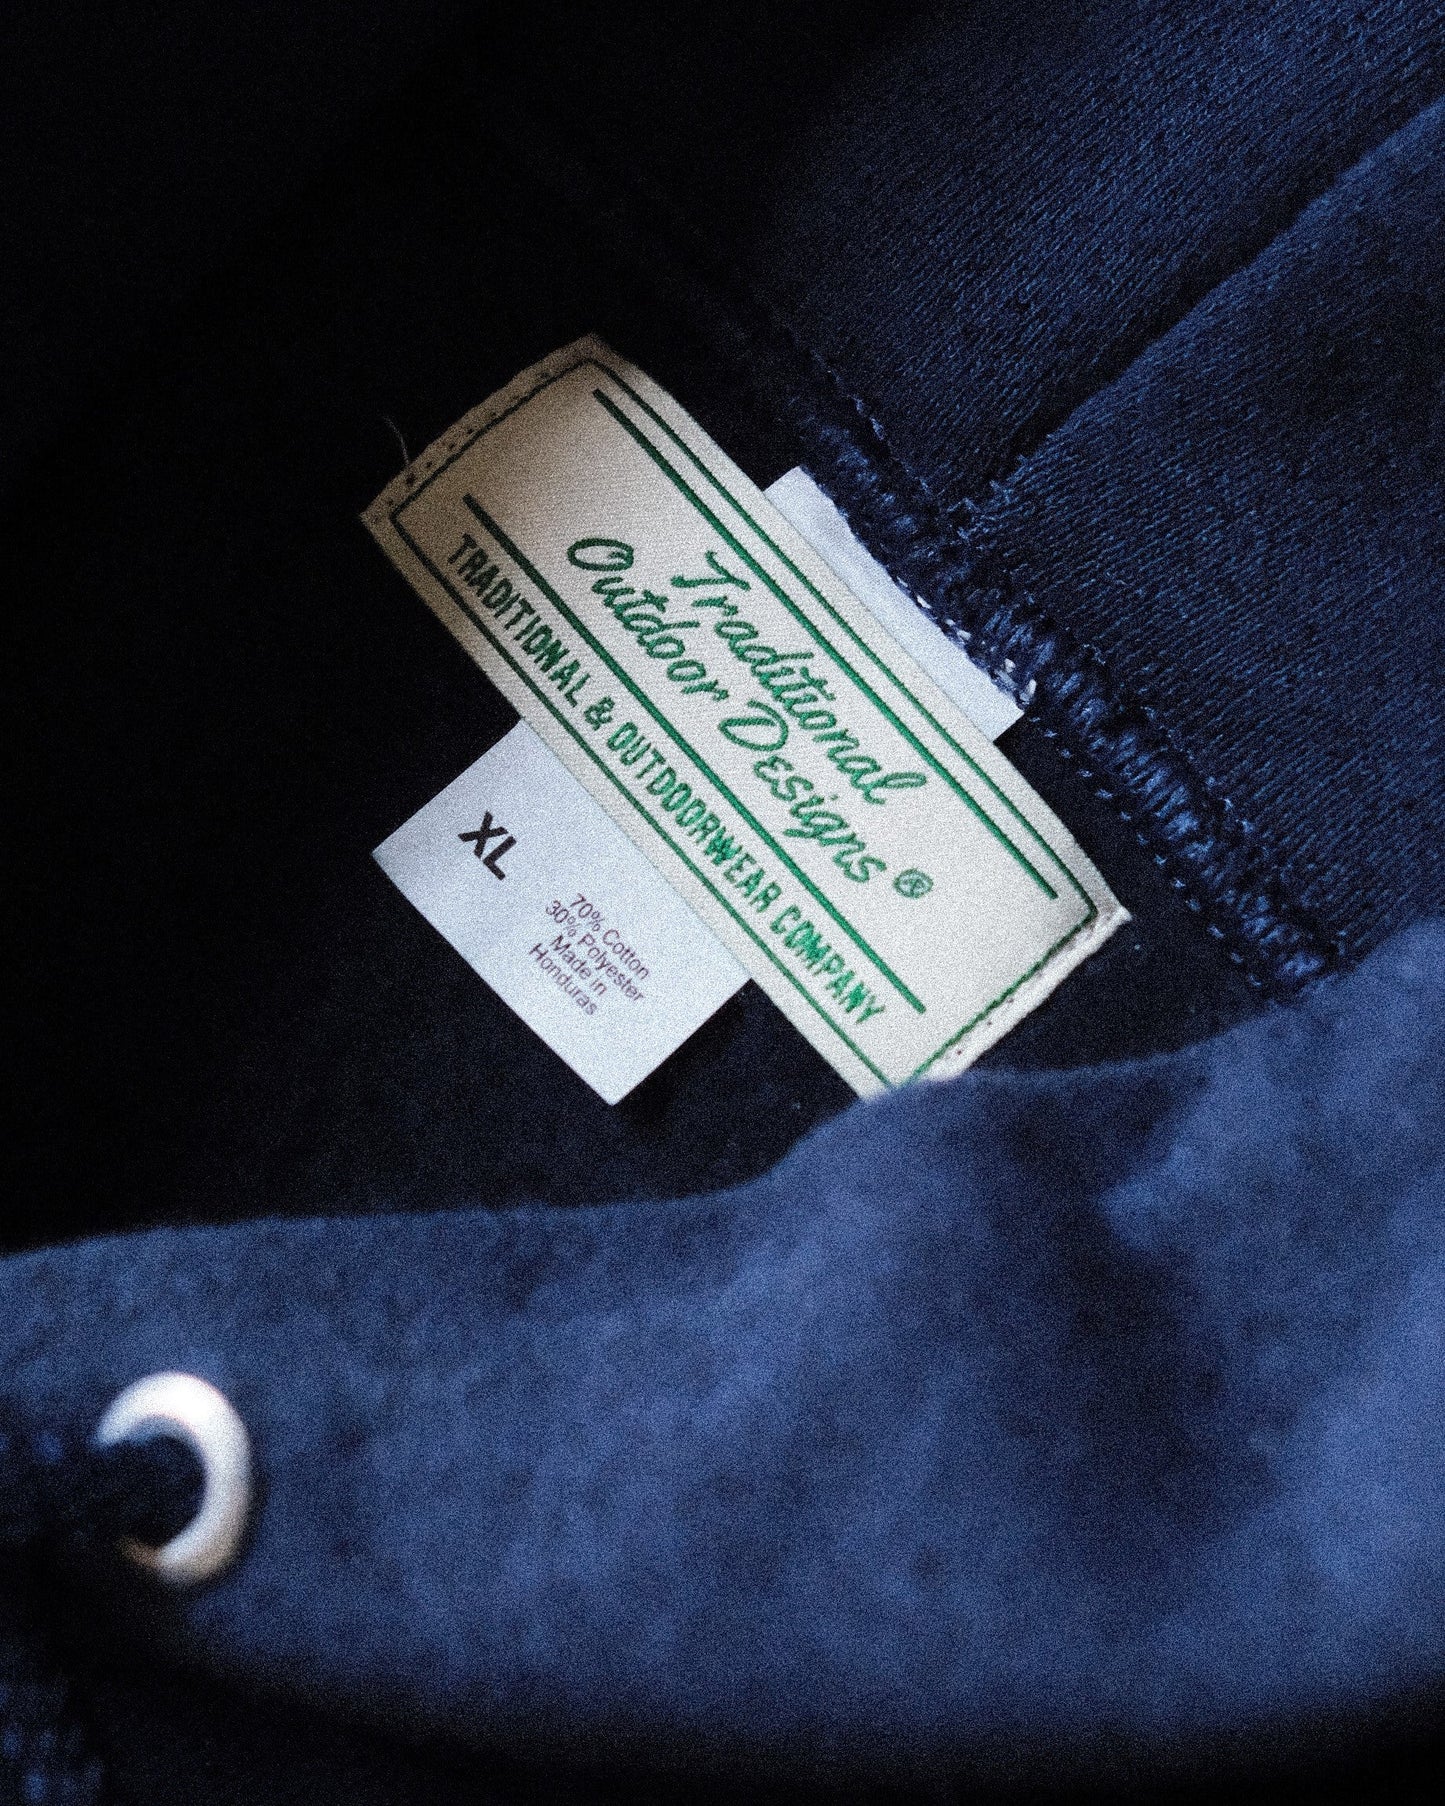 Traditional
Outdoor Designs ®
TRADITIONAL & OUTDOORWEAR COMPANY
XL
70% Cotton
30% Polyester
Made in
Honduras